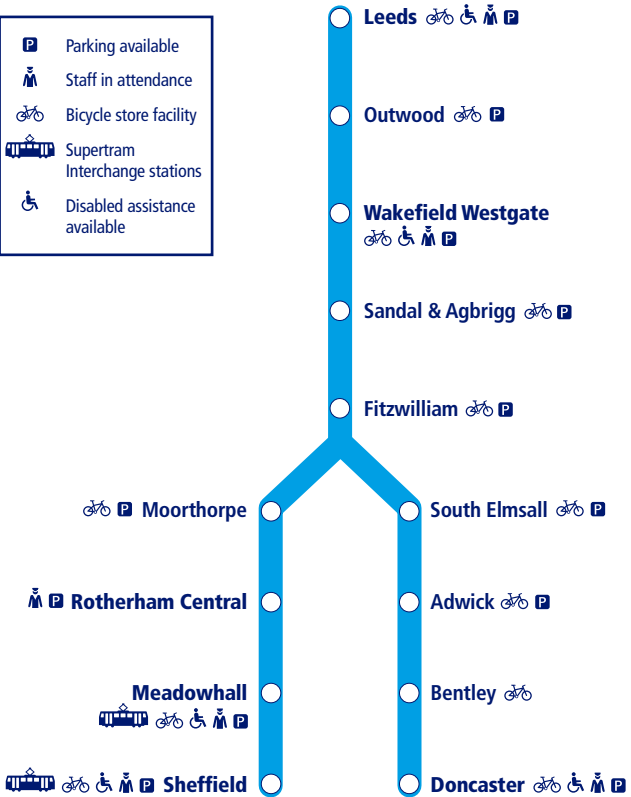 P Parking available
Staff in attendance
Bicycle store facility
Supertram
Interchange stations
Disabled assistance
available
Leeds P
Outwood P
Wakefield Westgate
P
Sandal & Agbrigg P
Fitzwilliam P
P Moorthorpe
South Elmsall P
P Rotherham Central
Adwick P
Meadowhall
P
Bentley
P Sheffield
Doncaster P